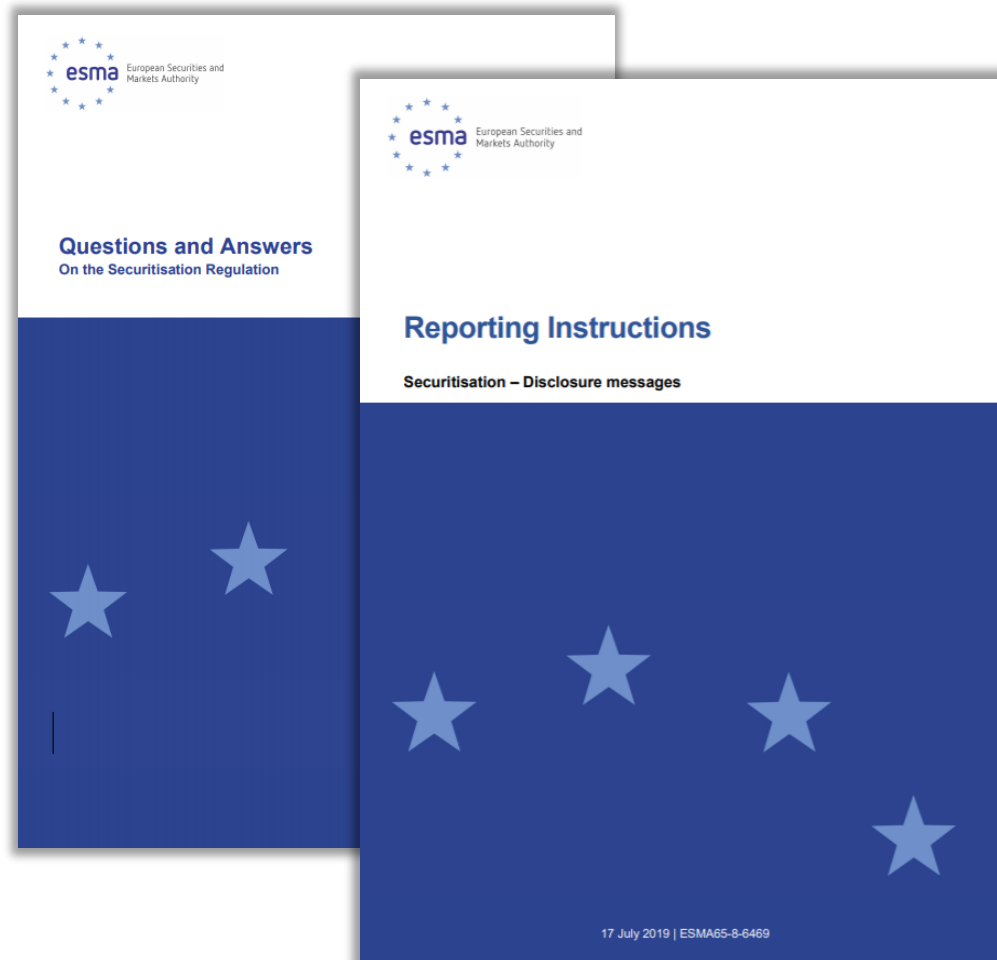 esma
European Securities and
Markets Authority
Questions and Answers
On the Securitisation Regulation
esma
European Securities and
Markets Authority
Reporting Instructions
Securitisation – Disclosure messages
17 July 2019 | ESMA65-8-6469